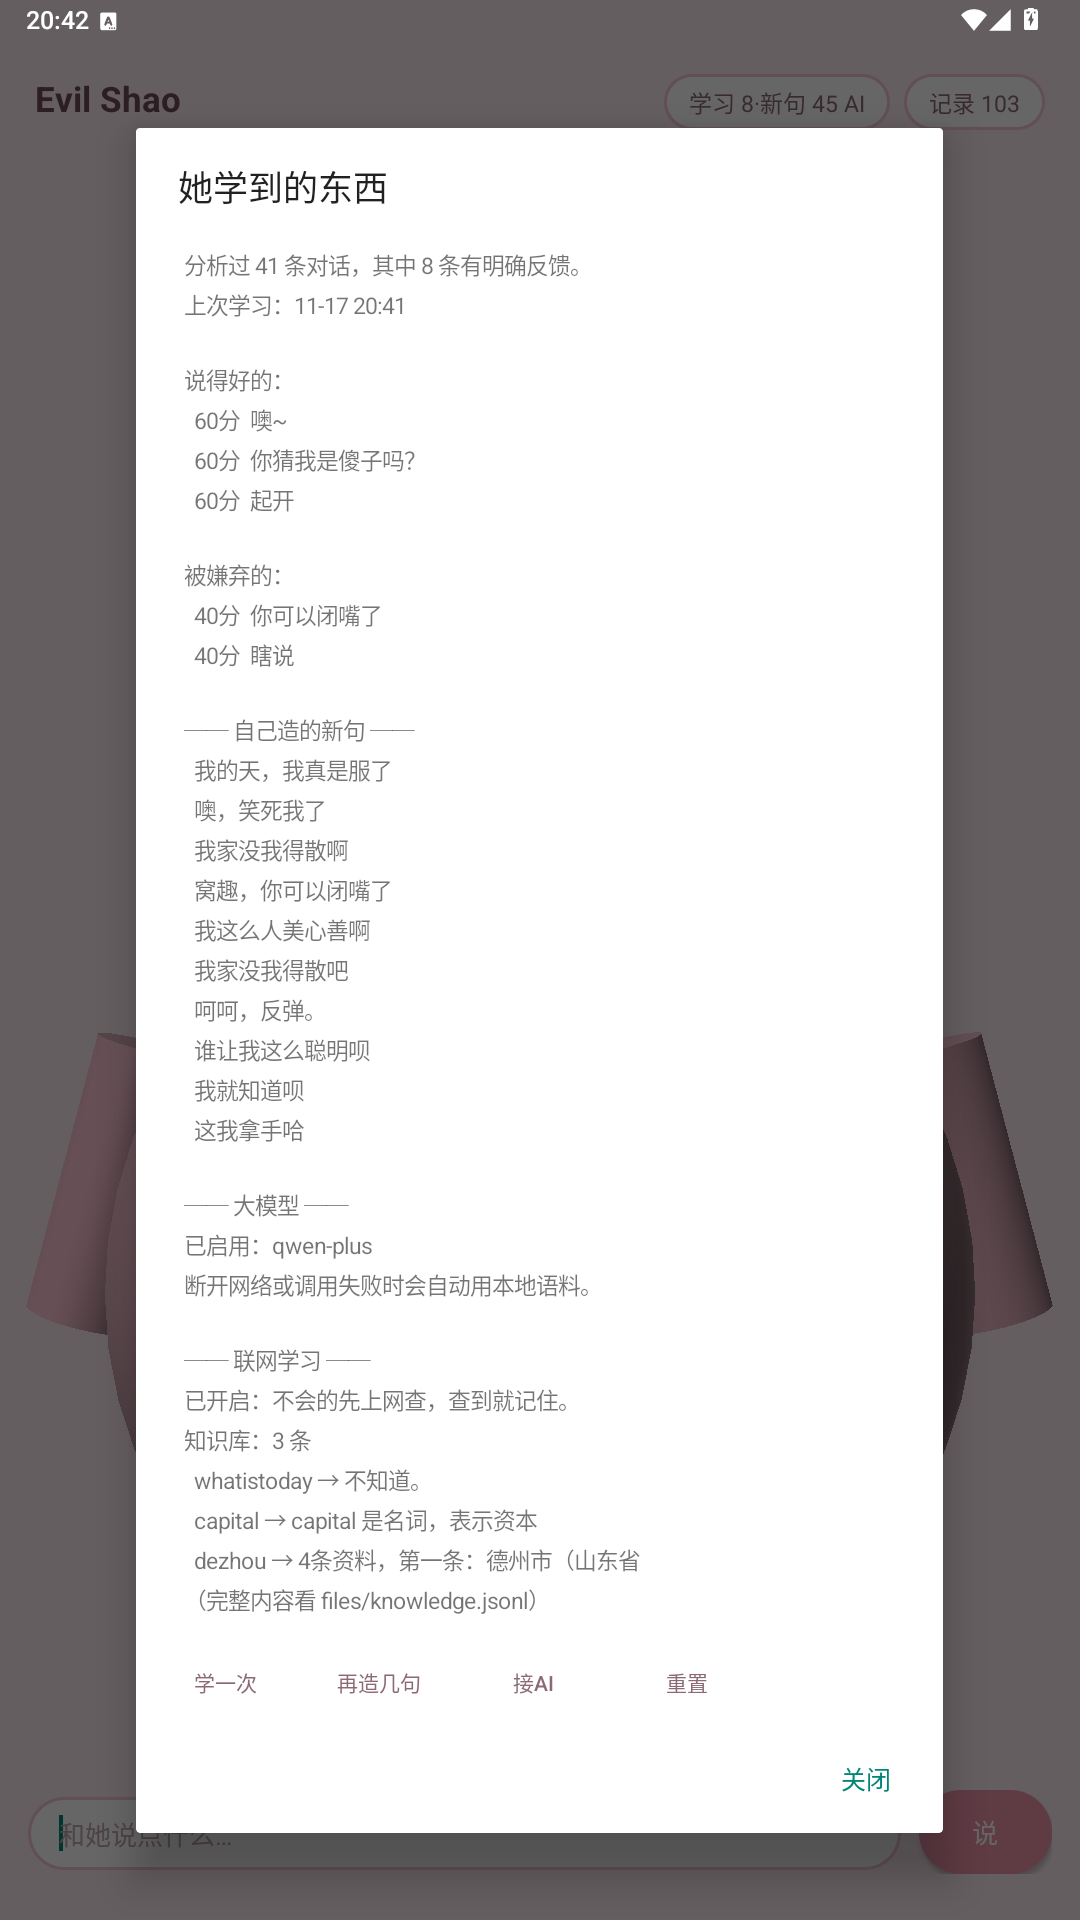 20:42
Evil Shao
学习 8·新句 45 AI
记录 103
她学到的东西
分析过 41 条对话，其中 8 条有明确反馈。
上次学习：11-17 20:41
说得好的：
60分 噢~
60分 你猜我是傻子吗？
60分 起开
被嫌弃的：
40分 你可以闭嘴了
40分 瞎说
—— 自己造的新句 ——
我的天，我真是服了
噢，笑死我了
我家没我得散啊
窝趣，你可以闭嘴了
我这么人美心善啊
我家没我得散吧
呵呵，反弹。
谁让我这么聪明呗
我就知道呗
这我拿手哈
—— 大模型 ——
已启用：qwen-plus
断开网络或调用失败时会自动用本地语料。
—— 联网学习 ——
已开启：不会的先上网查，查到就记住。
知识库：3 条
whatistoday → 不知道。
capital → capital 是名词，表示资本
dezhou → 4条资料，第一条：德州市（山东省
（完整内容看 files/knowledge.jsonl）
学一次 再造几句 接AI 重置
关闭
和她说点什么...
说